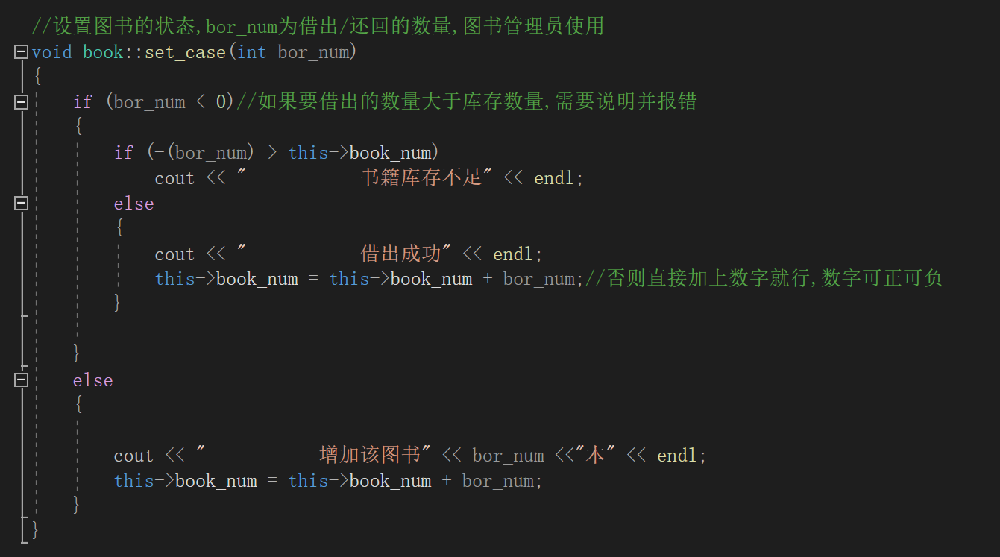 //设置图书的状态,bor_num为借出/还回的数量,图书管理员使用
void book::set_case(int bor_num)
{
    if (bor_num < 0)//如果要借出的数量大于库存数量,需要说明并报错
    {
        if (-(bor_num) > this->book_num)
            cout << "           书籍库存不足" << endl;
        else
        {
            cout << "           借出成功" << endl;
            this->book_num = this->book_num + bor_num;//否则直接加上数字就行,数字可正可负
        }
    }
    else
    {
        cout << "           增加该图书" << bor_num <<"本" << endl;
        this->book_num = this->book_num + bor_num;
    }
}